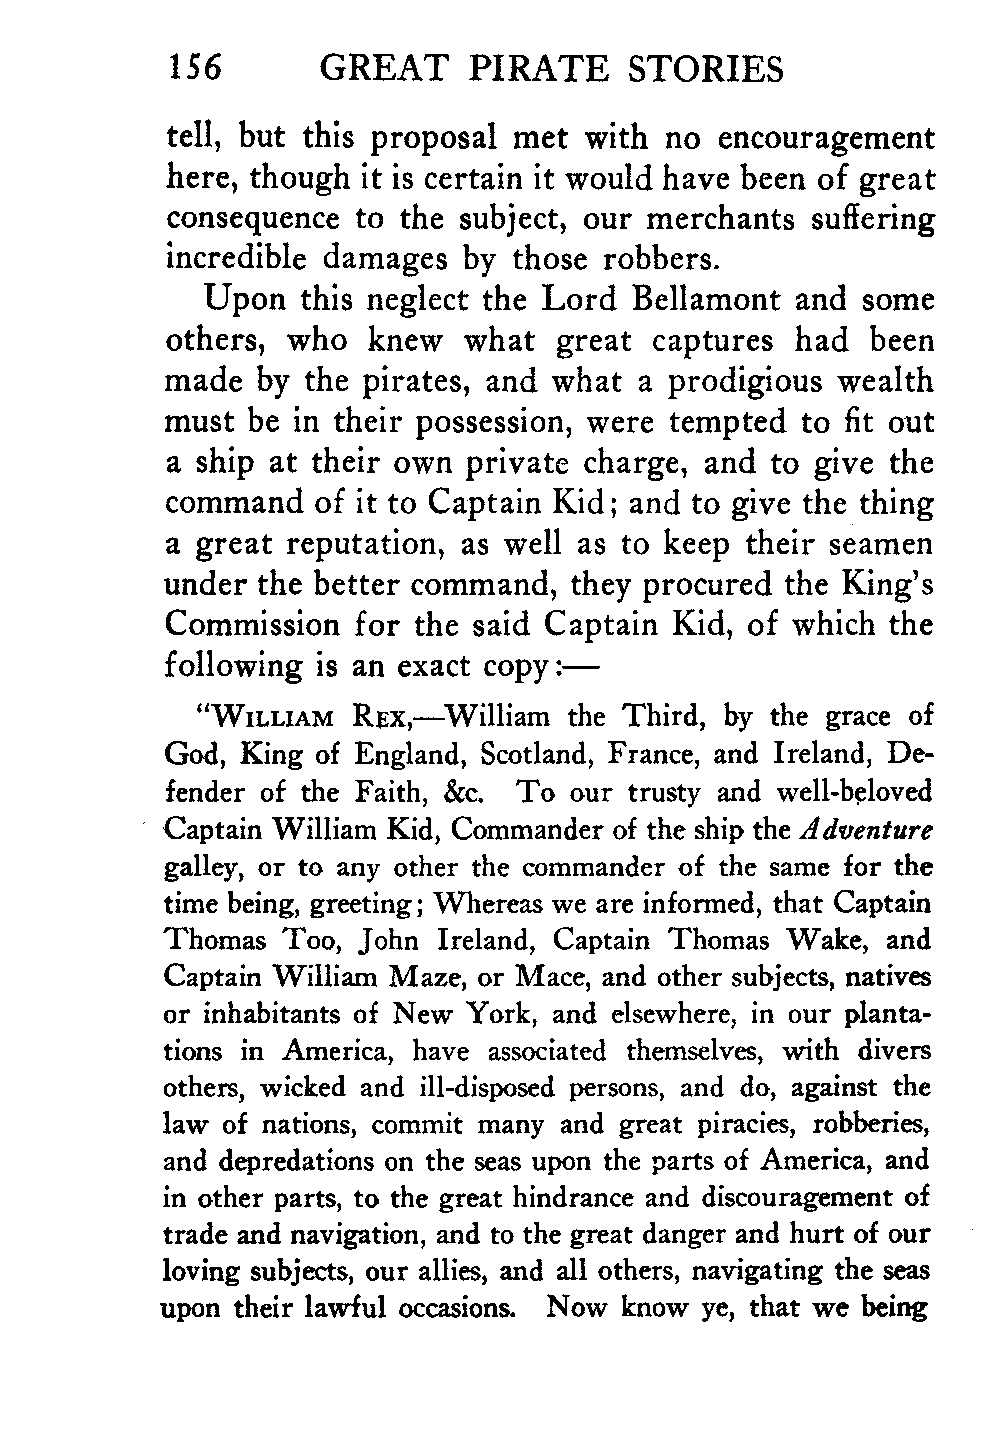 156 GREAT PIRATE STORIES
tell, but this proposal met with no encouragement
here, though it is certain it would have been of great
consequence to the subject, our merchants suffering
incredible damages by those robbers.
Upon this neglect the Lord Bellamont and some
others, who knew what great captures had been
made by the pirates, and what a prodigious wealth
must be in their possession, were tempted to fit out
a ship at their own private charge, and to give the
command of it to Captain Kid; and to give the thing
a great reputation, as well as to keep their seamen
under the better command, they procured the King's
Commission for the said Captain Kid, of which the
following is an exact copy:—
“WILLIAM REX,—William the Third, by the grace of
God, King of England, Scotland, France, and Ireland, De-
fender of the Faith, &c. To our trusty and well-beloved
Captain William Kid, Commander of the ship the Adventure
galley, or to any other the commander of the same for the
time being, greeting; Whereas we are informed, that Captain
Thomas Too, John Ireland, Captain Thomas Wake, and
Captain William Maze, or Mace, and other subjects, natives
or inhabitants of New York, and elsewhere, in our planta-
tions in America, have associated themselves, with divers
others, wicked and ill-disposed persons, and do, against the
law of nations, commit many and great piracies, robberies,
and depredations on the seas upon the parts of America, and
in other parts, to the great hindrance and discouragement of
trade and navigation, and to the great danger and hurt of our
loving subjects, our allies, and all others, navigating the seas
upon their lawful occasions. Now know ye, that we being